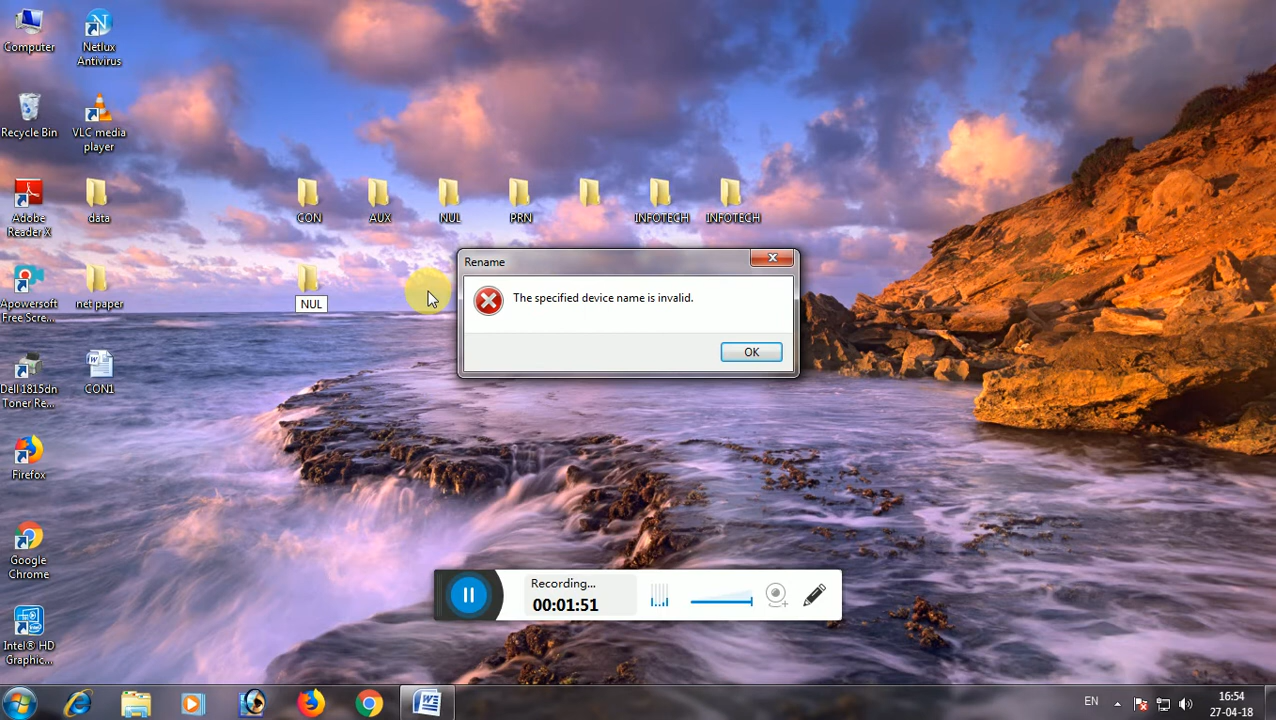 Computer
Netlux
Antivirus
Recycle Bin
VLC media
player
Adobe
Reader X
data
CON
AUX
NUL
PRN
INFOTECH
INFOTECH
Apowersoft
Free Scre...
net paper
NUL
Rename
The specified device name is invalid.
OK
Dell 1815dn
Toner Re...
CON1
Firefox
Google
Chrome
Intel® HD
Graphic...
Recording...
00:01:51
EN
16:54
27-04-18